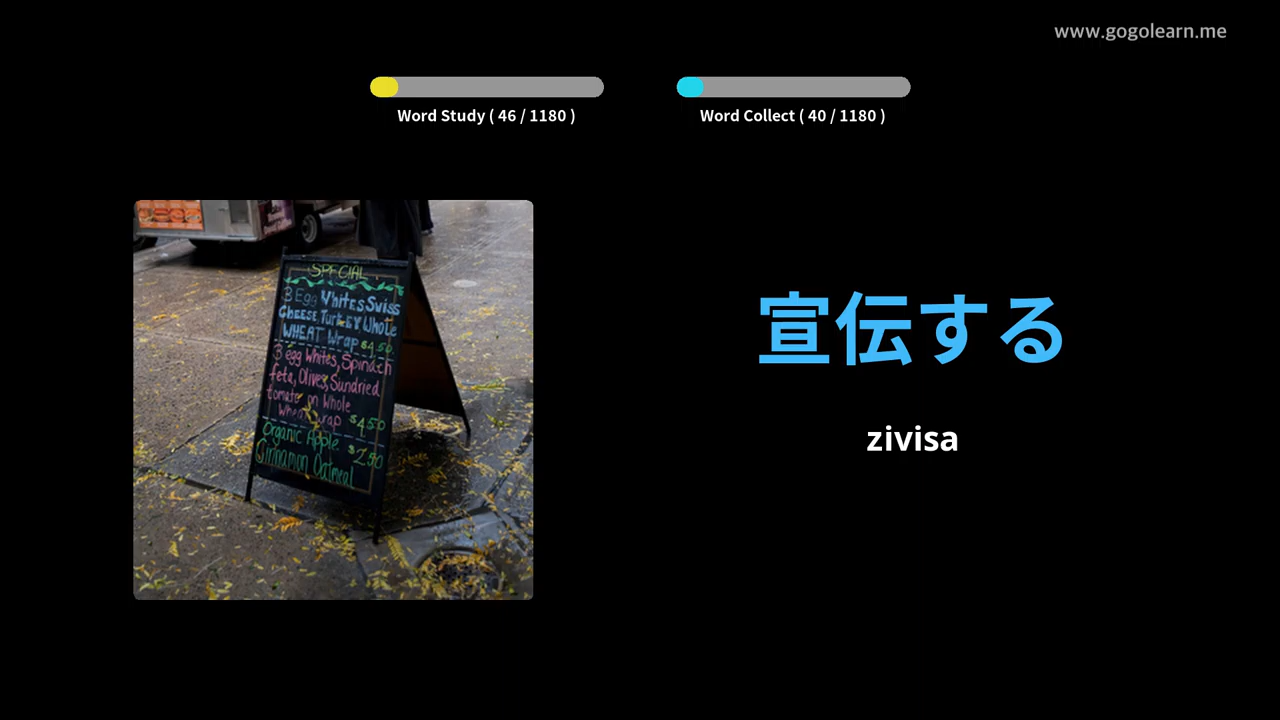 www.gogolearn.me
Word Study ( 46 / 1180 )
Word Collect ( 40 / 1180 )
SPECIAL
3 Egg Whites Swiss
Cheese, Turkey Whole
WHEAT Wrap $4.50
3 egg Whites, Spinach
feta, Olives, Sundried
tomato on Whole
Wheat Wrap $4.50
Organic Apple
Cinnamon Oatmeal $2.50
宣伝する
zivisa